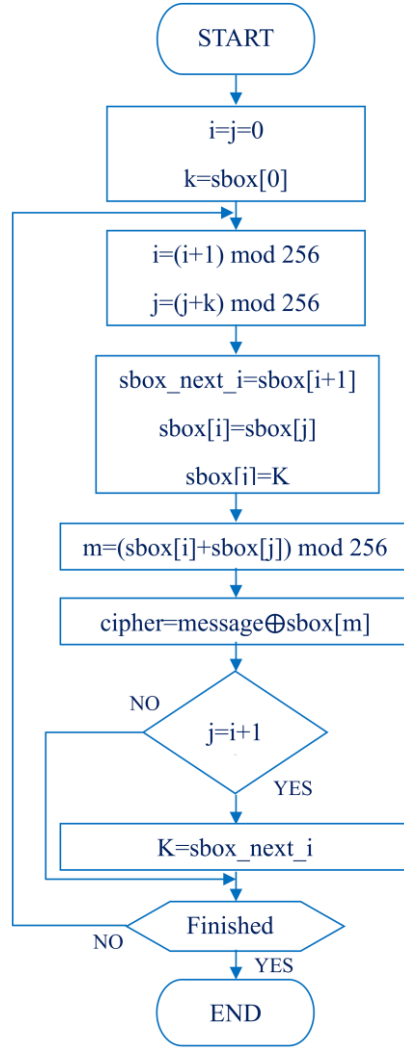 START
i=j=0
k=sbox[0]
i=(i+1) mod 256
j=(j+k) mod 256
sbox_next_i=sbox[i+1]
sbox[i]=sbox[j]
sbox[j]=K
m=(sbox[i]+sbox[j]) mod 256
cipher=message⊕sbox[m]
NO
j=i+1
YES
K=sbox_next_i
Finished
NO
YES
END